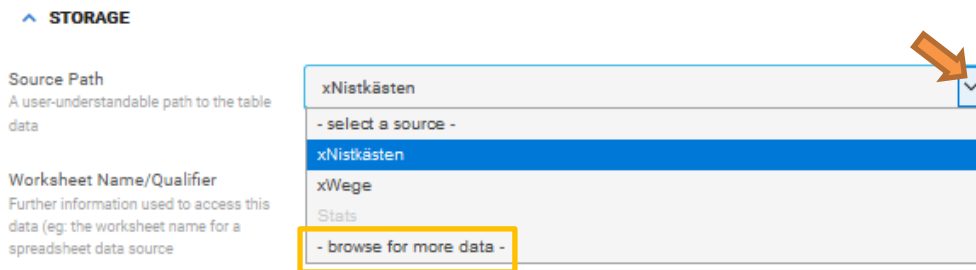 STORAGE
Source Path
A user-understandable path to the table
data
xNistkästen
- select a source -
xNistkästen
xWege
Stats
- browse for more data -
Worksheet Name/Qualifier
Further information used to access this
data (eg: the worksheet name for a
spreadsheet data source